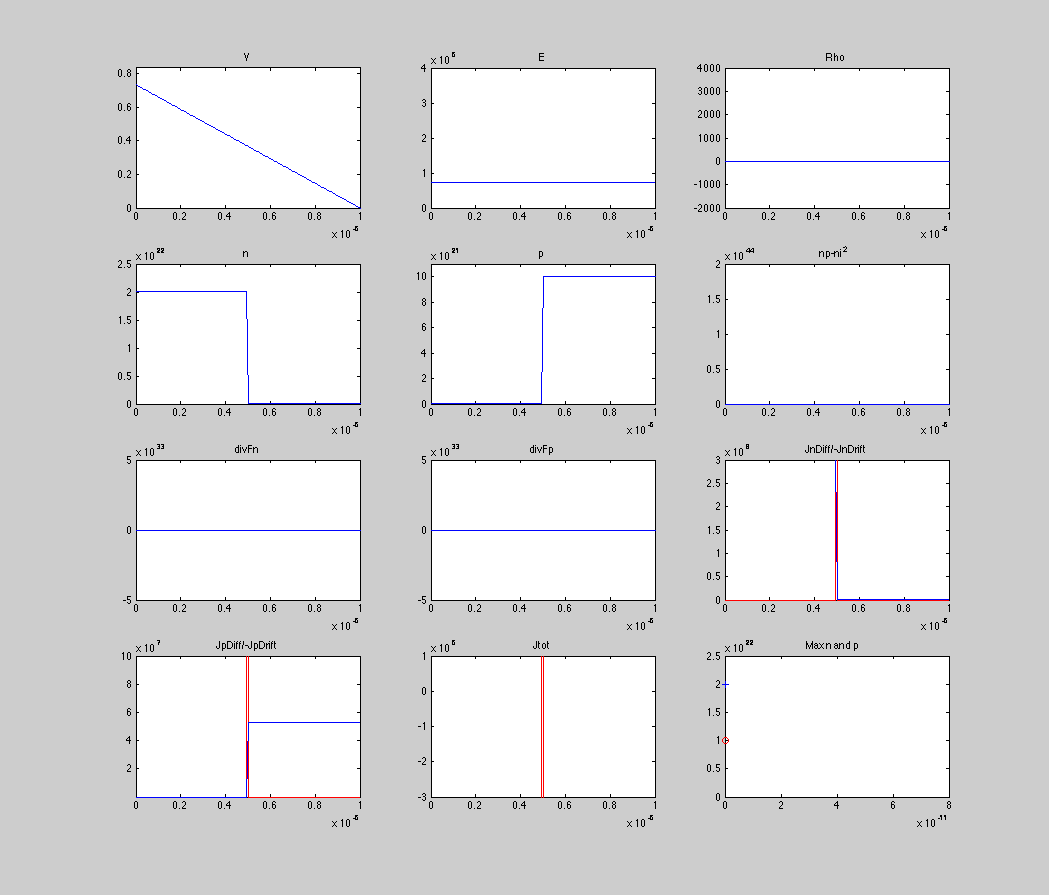 V E Rho
0.8 0.6 0.4 0.2 0
0 0.2 0.4 0.6 0.8 1
x 10
x 10
4 3 2 1 0
0 0.2 0.4 0.6 0.8 1
x 10
4000 3000 2000 1000 0 -1000 -2000
0 0.2 0.4 0.6 0.8 1
x 10
n p np-ni²
x 10²²
2.5 2 1.5 1 0.5 0
0 0.2 0.4 0.6 0.8 1
x 10
x 10²¹
10 8 6 4 2 0
0 0.2 0.4 0.6 0.8 1
x 10
x 10⁴⁴
2 1.5 1 0.5 0
0 0.2 0.4 0.6 0.8 1
x 10
divFn divFp JnDiff/-JnDrift
x 10³³
5 0 -5
0 0.2 0.4 0.6 0.8 1
x 10
x 10³³
5 0 -5
0 0.2 0.4 0.6 0.8 1
x 10
x 10
3 2.5 2 1.5 1 0.5 0
0 0.2 0.4 0.6 0.8 1
x 10
JpDiff/-JpDrift Jtot Max n and p
x 10⁷
10 8 6 4 2
0 0.2 0.4 0.6 0.8 1
x 10
x 10
1 0 -1 -2 -3
0 0.2 0.4 0.6 0.8 1
x 10
x 10²²
2.5 2 1.5 1 0.5 0
0 2 4 6 8
x 10⁻¹¹